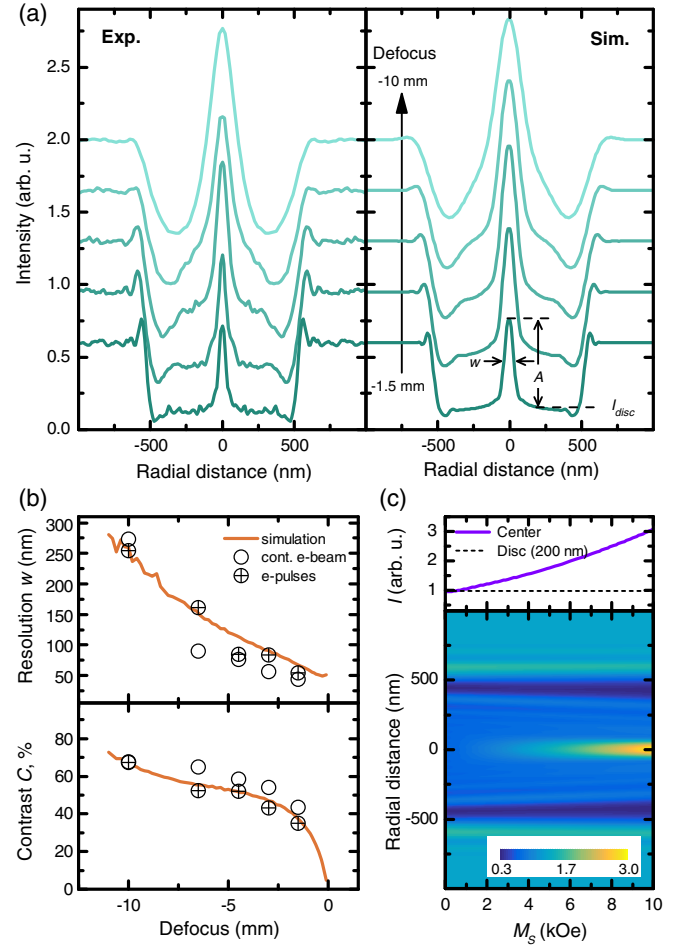 (a)
Exp.
Sim.
Defocus
-10 mm
-1.5 mm
w
A
I_disc
Intensity (arb. u.)
2.0
1.5
1.0
0.5
0.0
-500 0 500
-500 0 500
Radial distance (nm)
Radial distance (nm)
(b)
Resolution w (nm)
300
250
200
150
100
50
simulation
cont. e-beam
e-pulses
Contrast C, %
80
60
40
20
0
-10 -5 0
Defocus (mm)
(c)
I (arb. u.)
3
2
1
Center
Disc (200 nm)
Radial distance (nm)
500
0
-500
0.3 1.7 3.0
0 2 4 6 8 10
M_S (kOe)